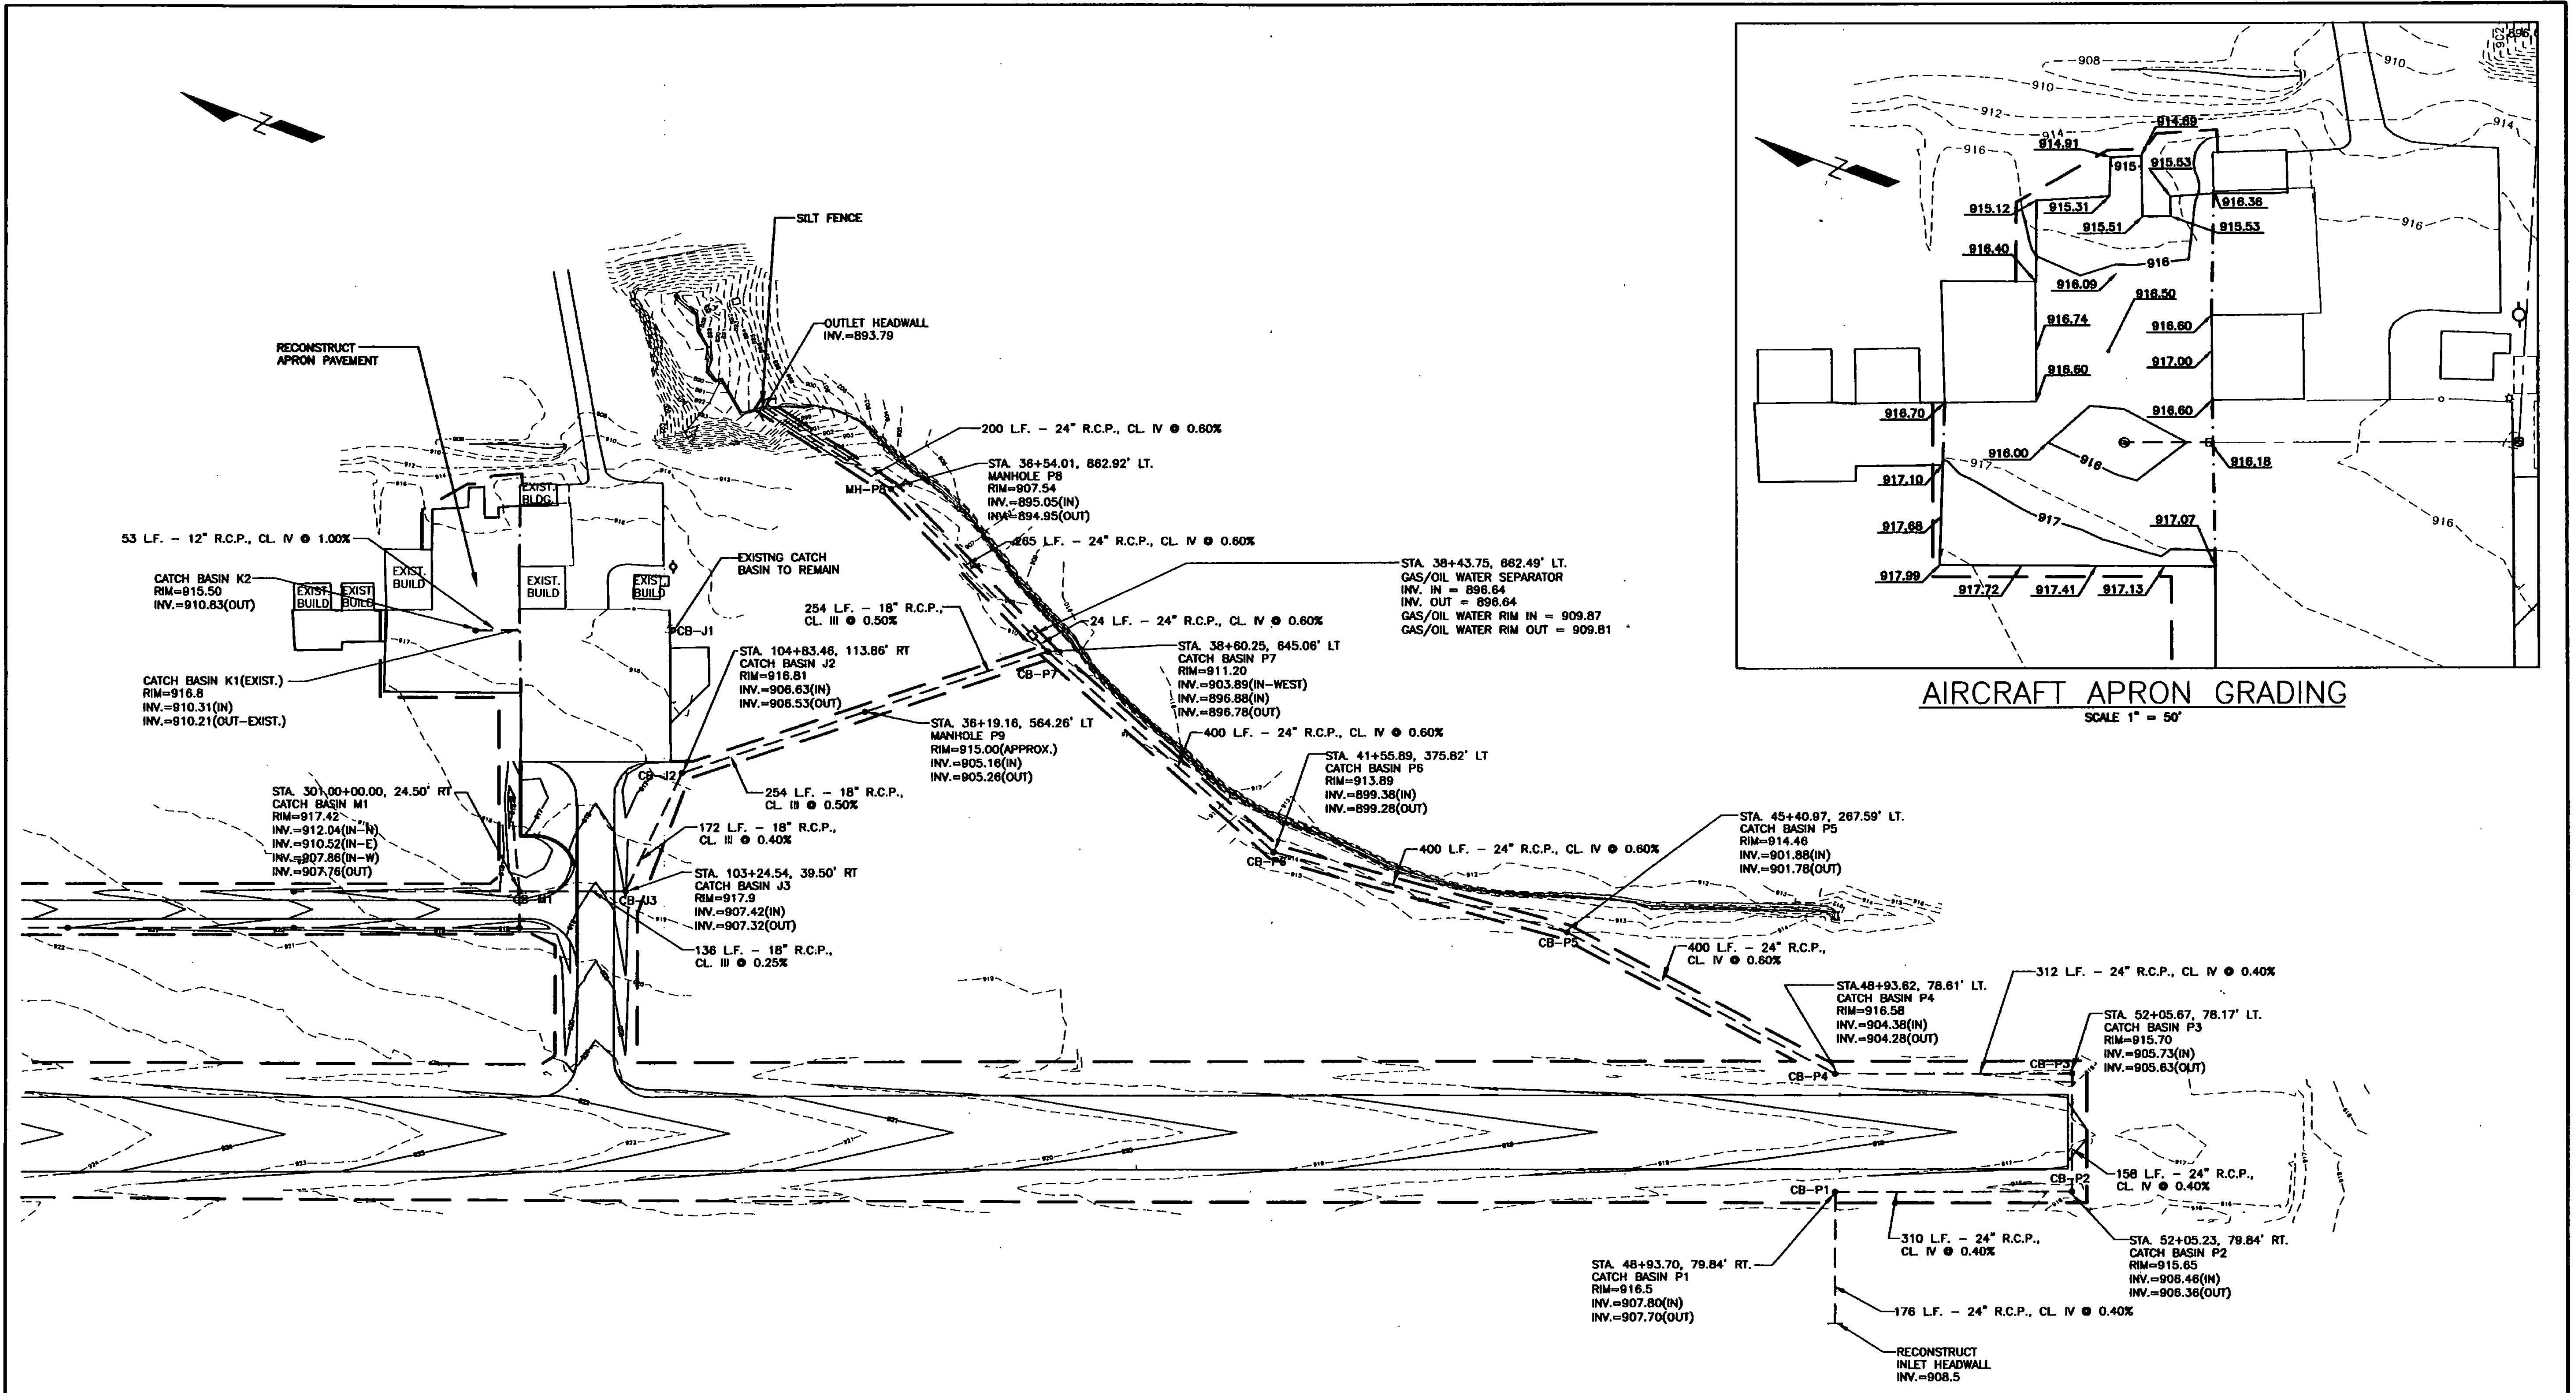 SILT FENCE
OUTLET HEADWALL
INV.=893.79
RECONSTRUCT
APRON PAVEMENT
200 L.F. - 24" R.C.P., CL. IV @ 0.60%
STA. 36+54.01, 862.92' LT.
MANHOLE P8
RIM=907.54
INV.=895.05(IN)
INV.=894.95(OUT)
MH-P8
265 L.F. - 24" R.C.P., CL. IV @ 0.60%
53 L.F. - 12" R.C.P., CL. IV @ 1.00%
CATCH BASIN K2
RIM=915.50
INV.=910.83(OUT)
EXIST.
BLDG.
EXIST.
BUILD
EXIST.
BUILD
EXIST.
BUILD
EXIST.
BUILD
EXIST.
BUILD
EXISTNG CATCH
BASIN TO REMAIN
CB-J1
STA. 38+43.75, 662.49' LT.
GAS/OIL WATER SEPARATOR
INV. IN = 896.64
INV. OUT = 896.64
GAS/OIL WATER RIM IN = 909.87
GAS/OIL WATER RIM OUT = 909.81
254 L.F. - 18" R.C.P.,
CL. III @ 0.50%
24 L.F. - 24" R.C.P., CL. IV @ 0.60%
STA. 38+60.25, 645.06' LT
CATCH BASIN P7
RIM=911.20
INV.=903.89(IN-WEST)
INV.=896.88(IN)
INV.=896.78(OUT)
CB-P7
CATCH BASIN K1(EXIST.)
RIM=916.8
INV.=910.31(IN)
INV.=910.21(OUT-EXIST.)
STA. 104+83.46, 113.86' RT
CATCH BASIN J2
RIM=916.81
INV.=906.63(IN)
INV.=906.53(OUT)
STA. 36+19.16, 564.26' LT
MANHOLE P9
RIM=915.00(APPROX.)
INV.=905.16(IN)
INV.=905.26(OUT)
400 L.F. - 24" R.C.P., CL. IV @ 0.60%
STA. 41+55.89, 375.82' LT
CATCH BASIN P6
RIM=913.89
INV.=899.38(IN)
INV.=899.28(OUT)
CB-P6
CB-J2
254 L.F. - 18" R.C.P.,
CL. III @ 0.50%
STA. 301.00+00.00, 24.50' RT
CATCH BASIN M1
RIM=917.42
INV.=912.04(IN-N)
INV.=910.52(IN-E)
INV.=907.86(IN-W)
INV.=907.76(OUT)
CB-M1
172 L.F. - 18" R.C.P.,
CL. III @ 0.40%
STA. 103+24.54, 39.50' RT
CATCH BASIN J3
RIM=917.9
INV.=907.42(IN)
INV.=907.32(OUT)
CB-J3
136 L.F. - 18" R.C.P.,
CL. III @ 0.25%
400 L.F. - 24" R.C.P., CL. IV @ 0.60%
STA. 45+40.97, 267.59' LT.
CATCH BASIN P5
RIM=914.46
INV.=901.88(IN)
INV.=901.78(OUT)
CB-P5
400 L.F. - 24" R.C.P.,
CL. IV @ 0.60%
STA.48+93.62, 78.61' LT.
CATCH BASIN P4
RIM=916.58
INV.=904.38(IN)
INV.=904.28(OUT)
CB-P4
312 L.F. - 24" R.C.P., CL. IV @ 0.40%
STA. 52+05.67, 78.17' LT.
CATCH BASIN P3
RIM=915.70
INV.=905.73(IN)
INV.=905.63(OUT)
CB-P3
158 L.F. - 24" R.C.P.,
CL. IV @ 0.40%
CB-P2
CB-P1
310 L.F. - 24" R.C.P.,
CL. IV @ 0.40%
STA. 52+05.23, 79.84' RT.
CATCH BASIN P2
RIM=915.65
INV.=906.46(IN)
INV.=906.36(OUT)
STA. 48+93.70, 79.84' RT.
CATCH BASIN P1
RIM=916.5
INV.=907.80(IN)
INV.=907.70(OUT)
176 L.F. - 24" R.C.P., CL. IV @ 0.40%
RECONSTRUCT
INLET HEADWALL
INV.=908.5
908
910
912
914
916
902
910
914
914.69
914.91
915
915.53
915.12
915.31
916.36
915.51
915.53
916
916.40
916
916.09
916.50
916.74
916.60
917.00
916.60
916.70
916.60
916.00
916
916.18
917
917.10
917
917.68
917.07
916
917.99
917.72
917.41
917.13
AIRCRAFT APRON GRADING
SCALE 1" = 50'